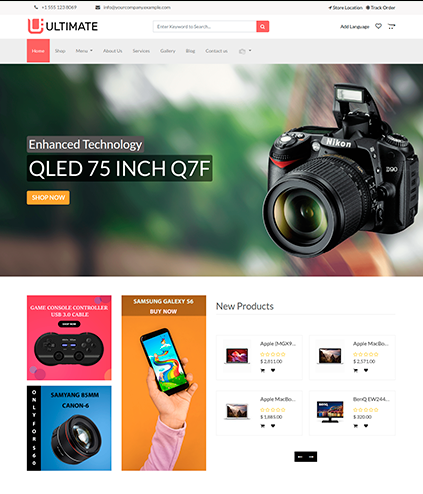 +1 555 123 8069
info@yourcompany.example.com
Store Location
Track Order
ULTIMATE
Enter Keyword to Search...
Add Language
Home
Shop
Menu
About Us
Services
Gallery
Blog
Contact us
Enhanced Technology
QLED 75 INCH Q7F
SHOP NOW
Nikon
D90
GAME CONSOLE CONTROLLER
USB 3.0 CABLE
BUY NOW
SAMSUNG GALEXY S6
BUY NOW
New Products
Apple (MGX9...
$ 2,811.00
Apple MacBo...
$ 2,571.00
SAMYANG 85MM
CANON-6
ONLY FOR $60
Apple MacBo...
$ 1,885.00
BenQ EW244...
$ 320.00